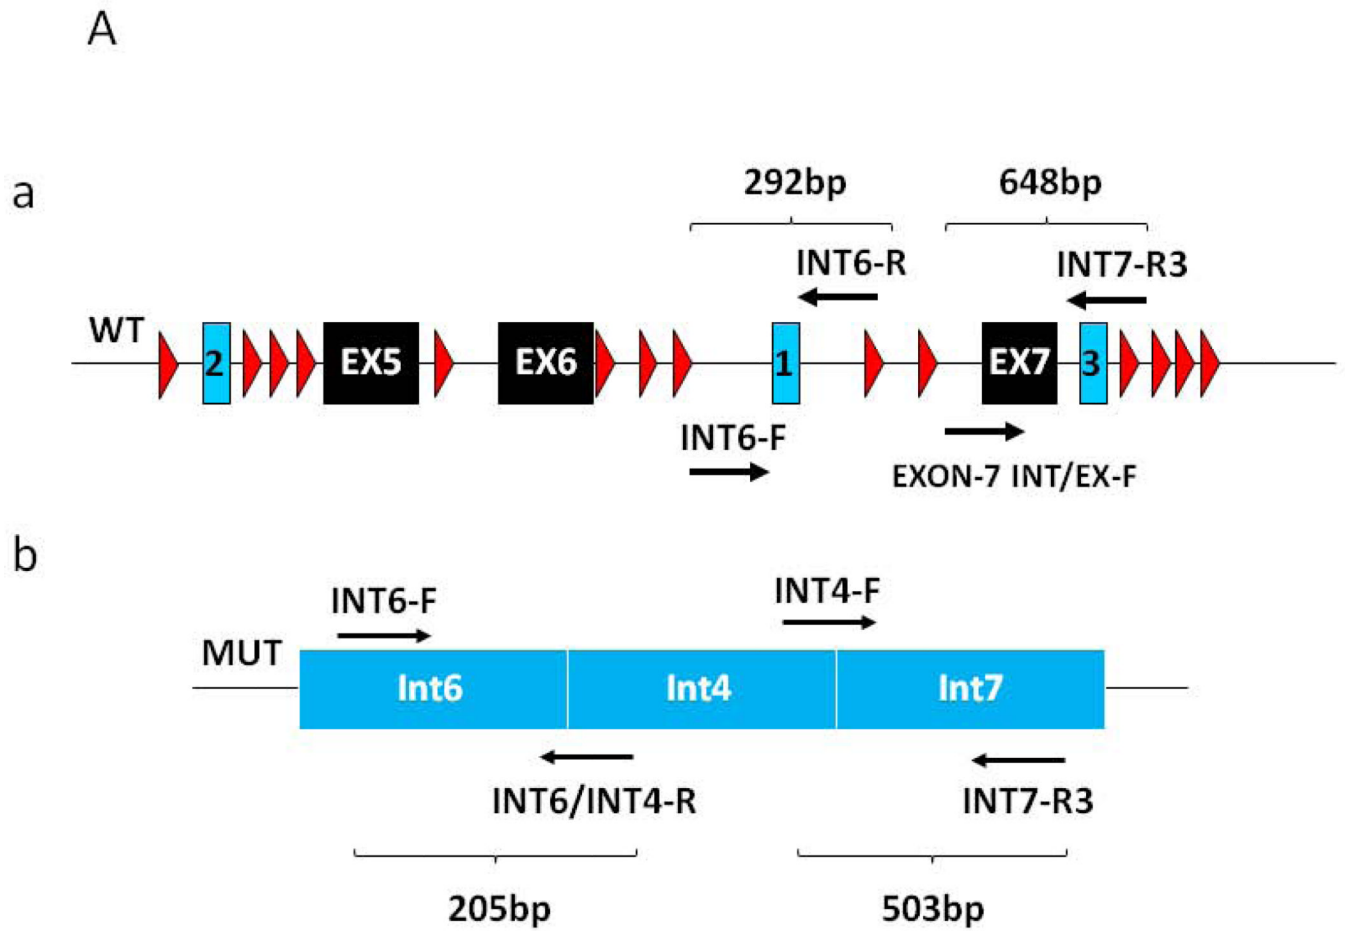 A
a
292bp 648bp
INT6-R INT7-R3
WT
2 EX5 EX6 1 EX7 3
INT6-F
EXON-7 INT/EX-F
b
INT6-F INT4-F
MUT
Int6 Int4 Int7
INT6/INT4-R INT7-R3
205bp 503bp